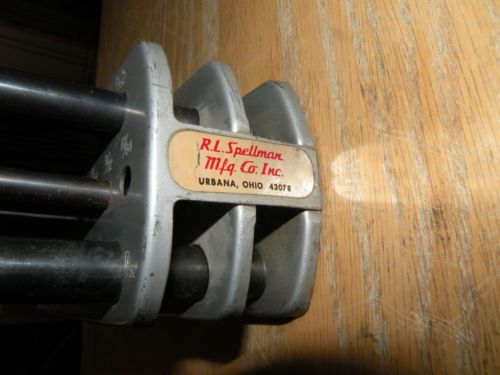 R.L. Spellman
Mfg. Co. Inc.
URBANA, OHIO 43078